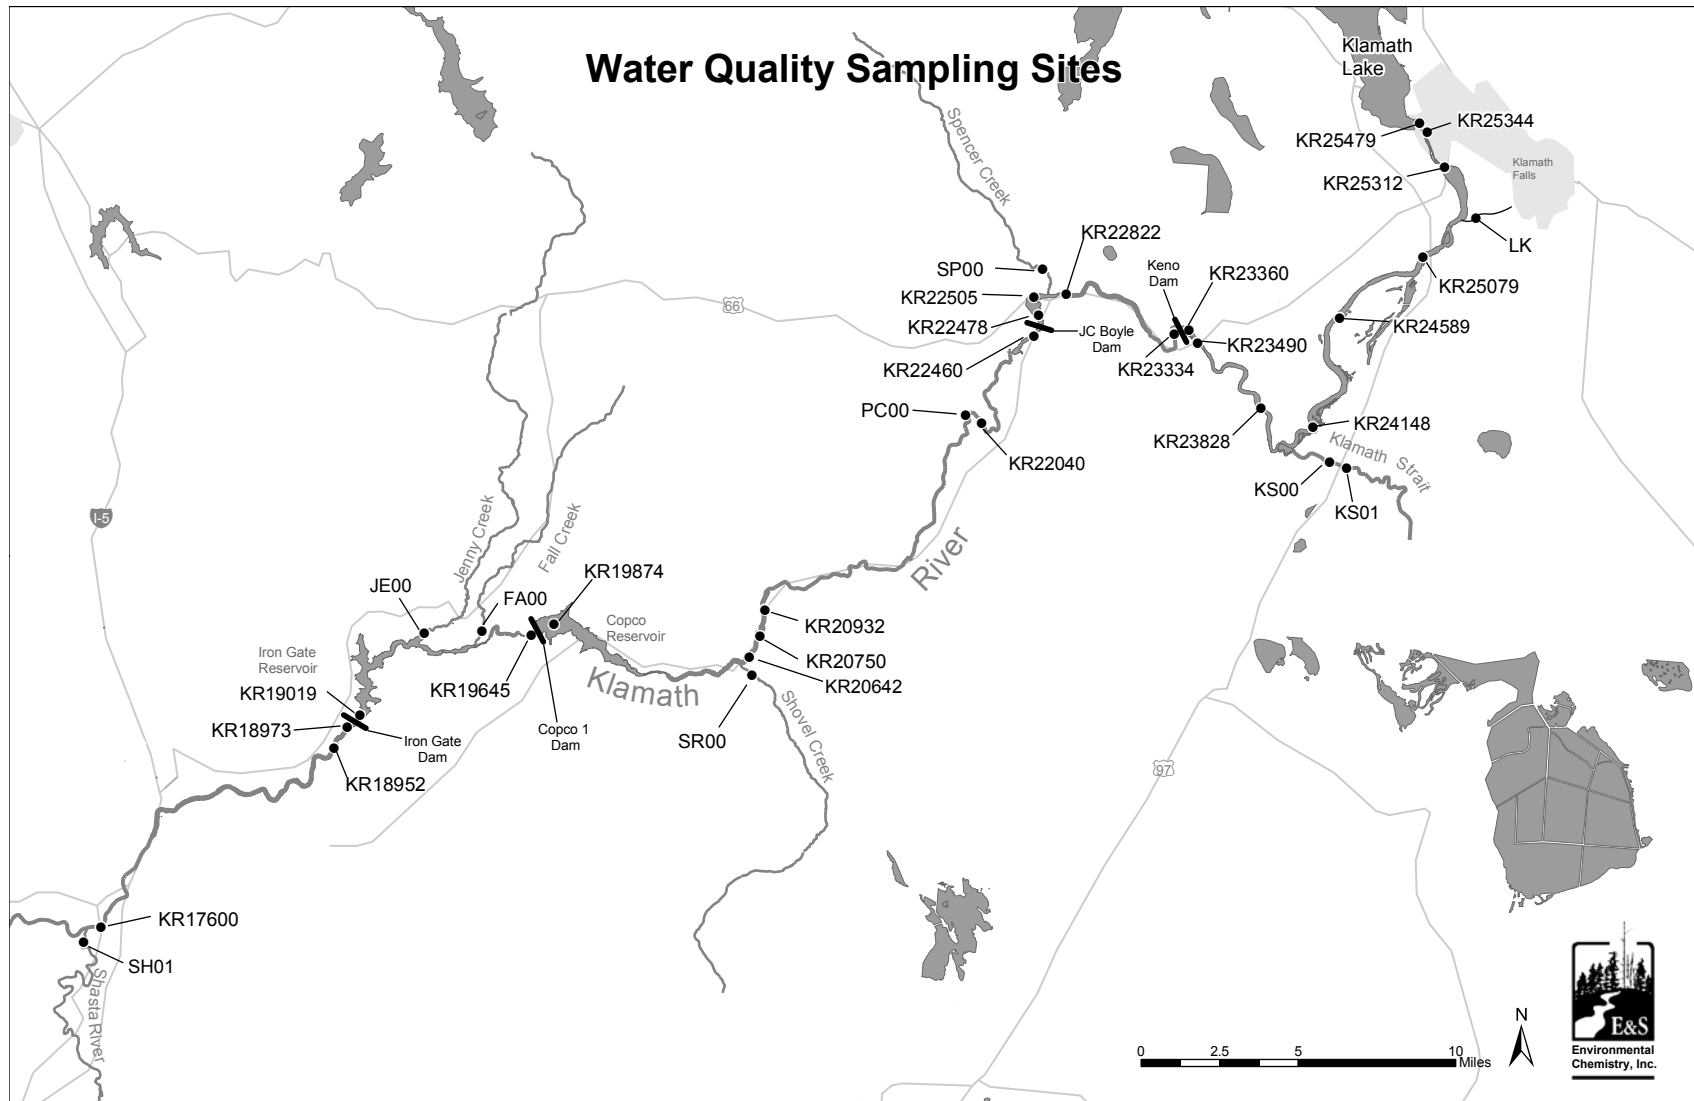 Water Quality Sampling Sites
Klamath
Lake
KR25479
KR25344
KR25312
Klamath
Falls
LK
KR25079
Spencer Creek
KR22822
SP00
KR22505
KR22478
KR22460
JC Boyle
Dam
Keno
Dam
KR23360
KR23490
KR23334
KR24589
66
PC00
KR22040
KR23828
KR24148
Klamath Strait
KS00
KS01
I-5
Jenny Creek
Fall Creek
River
JE00
FA00
KR19874
Copco
Reservoir
KR20932
KR20750
KR20642
Iron Gate
Reservoir
KR19019
KR18973
KR19645
Klamath
SR00
Shovel Creek
Iron Gate
Dam
Copco 1
Dam
KR18952
97
KR17600
SH01
Shasta River
N
0
2.5
5
10
Miles
E&S
Environmental
Chemistry, Inc.